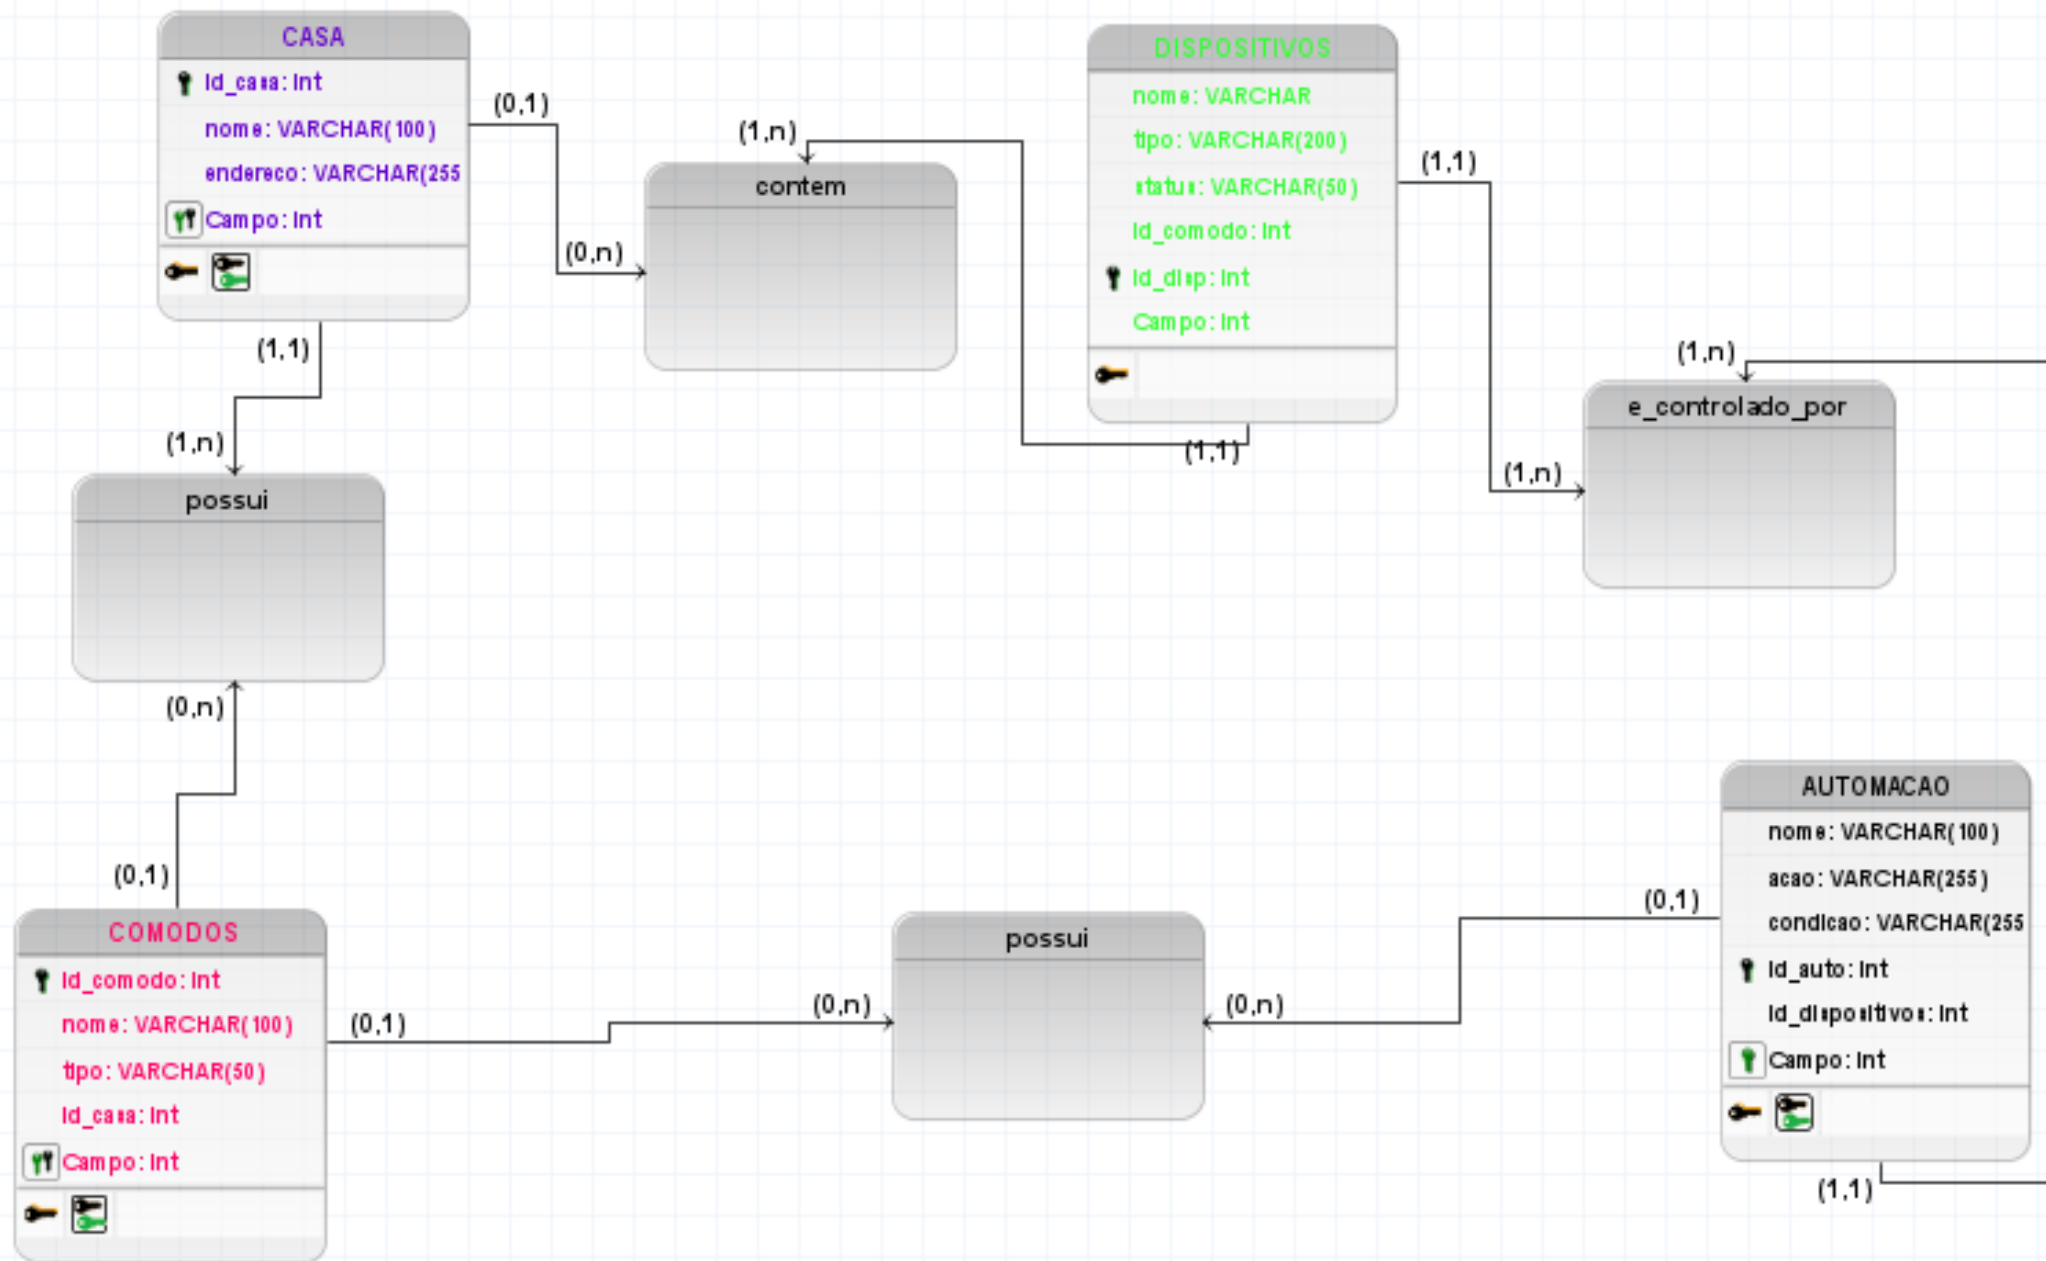 CASA
Id_casa: Int
nome: VARCHAR(100)
endereco: VARCHAR(255
Campo: Int
(0,1)
(0,n)
(1,n)
contem
DISPOSITIVOS
nome: VARCHAR
tipo: VARCHAR(200)
status: VARCHAR(50)
Id_comodo: Int
Id_disp: Int
Campo: Int
(1,1)
(1,1)
(1,n)
(1,n)
e_controlado_por
(1,1)
(1,n)
possui
(0,n)
(0,1)
COMODOS
Id_comodo: Int
nome: VARCHAR(100)
tipo: VARCHAR(50)
Id_casa: Int
Campo: Int
(0,1)
(0,n)
possui
(0,n)
(0,1)
AUTOMACAO
nome: VARCHAR(100)
acao: VARCHAR(255)
condicao: VARCHAR(255
Id_auto: Int
Id_dispositivos: Int
Campo: Int
(1,1)